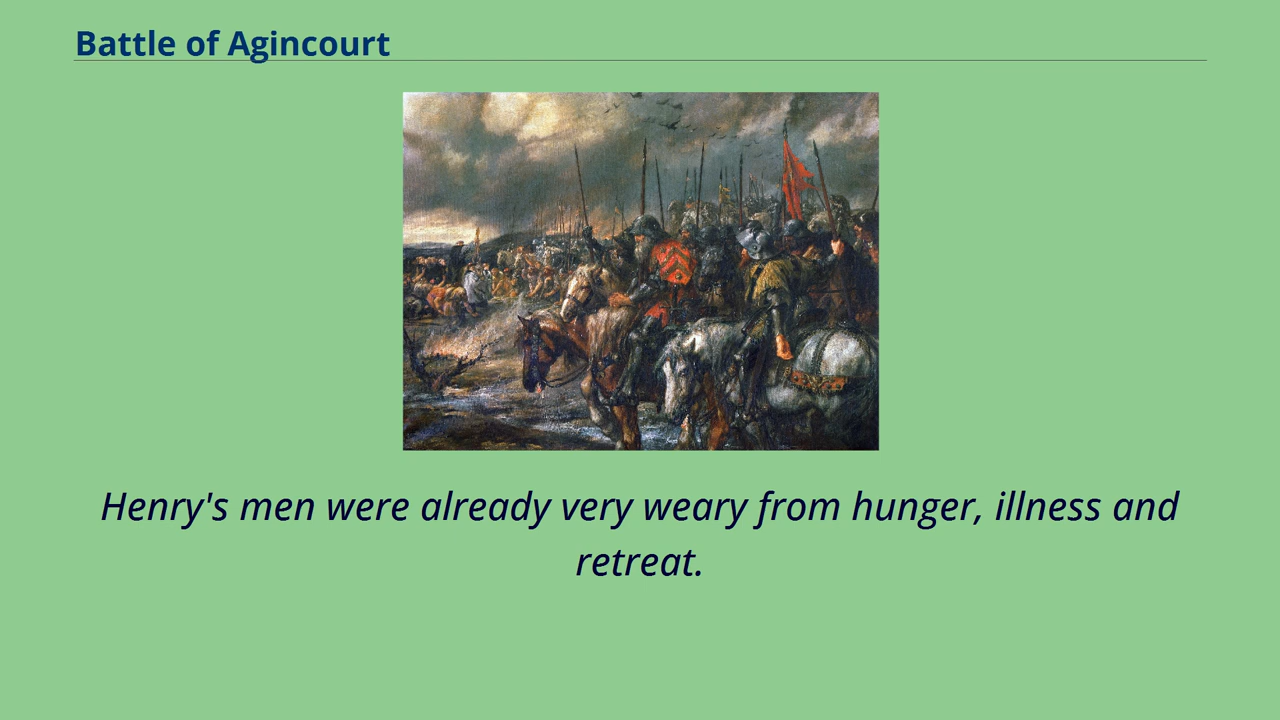 Battle of Agincourt
Henry's men were already very weary from hunger, illness and
retreat.